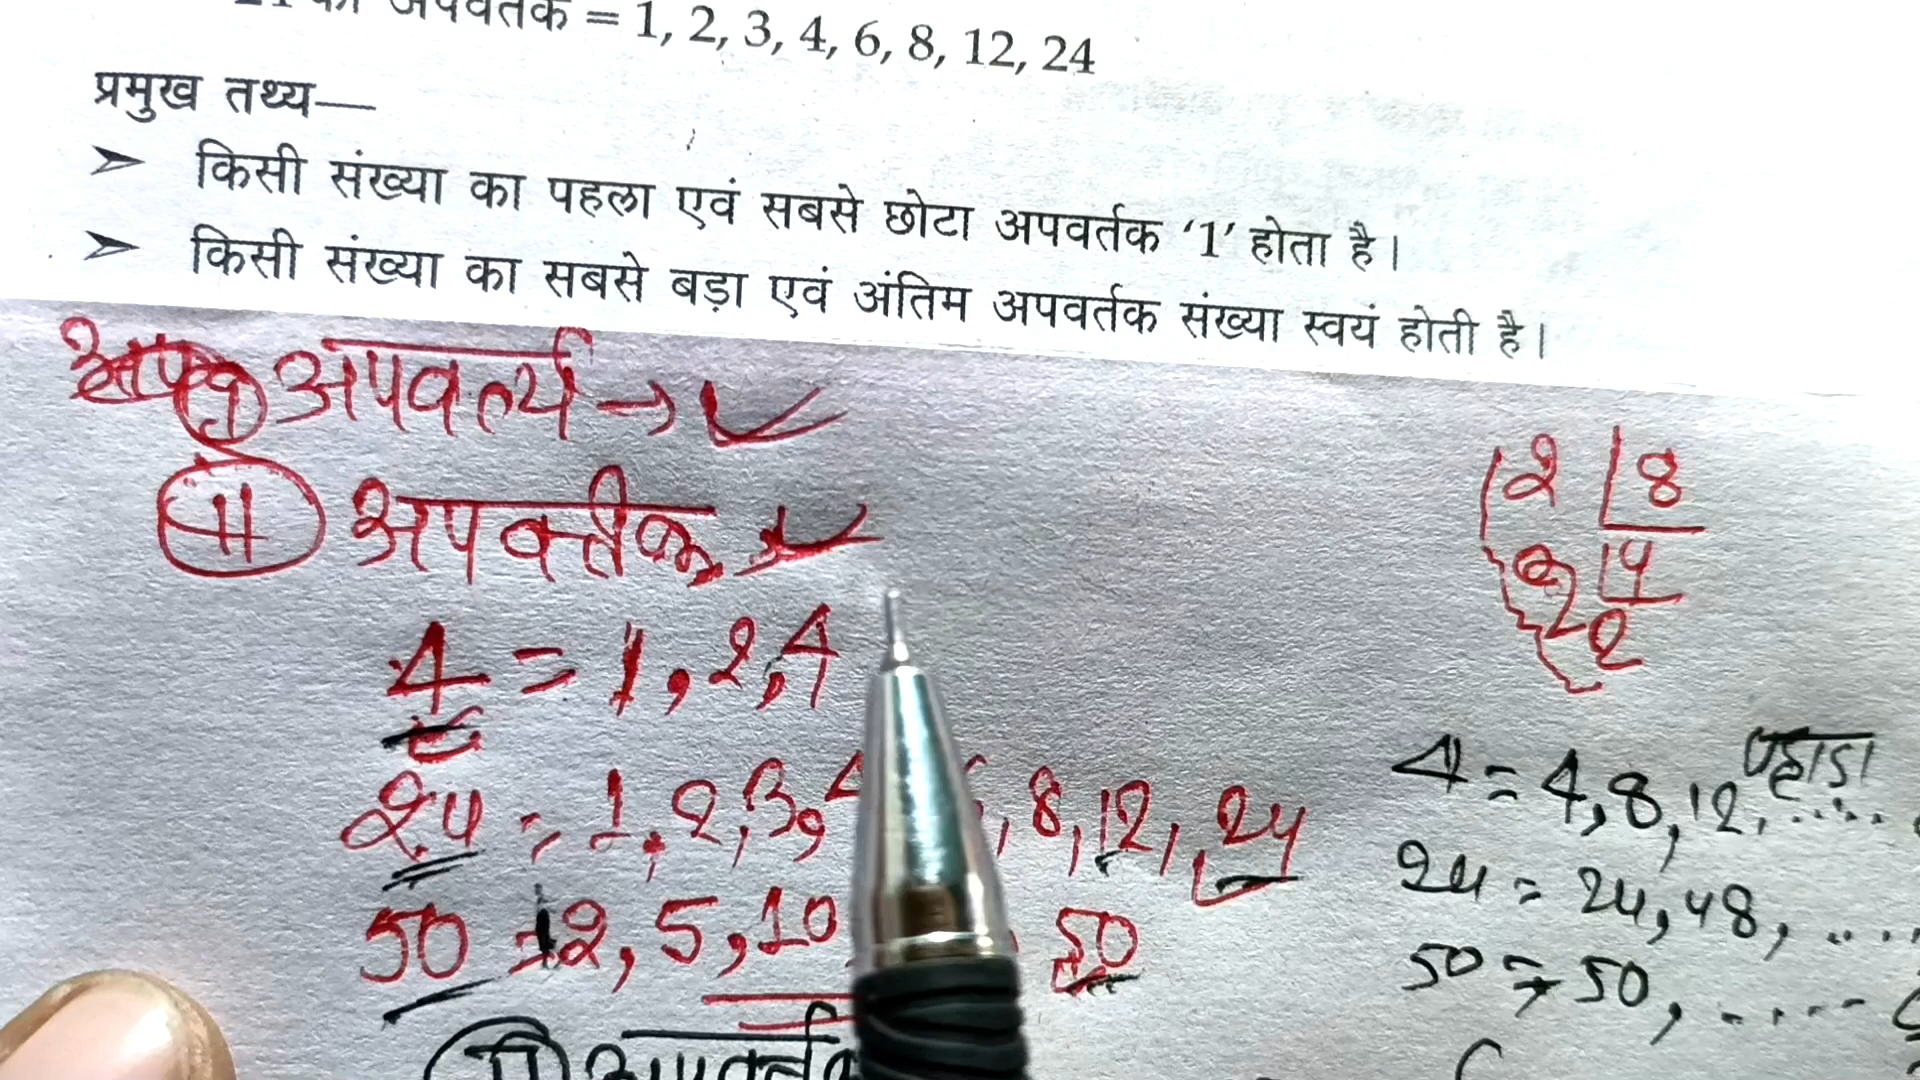 का अपवर्तक = 1, 2, 3, 4, 6, 8, 12, 24
प्रमुख तथ्य—
➢ किसी संख्या का पहला एवं सबसे छोटा अपवर्तक ‘1’ होता है।
➢ किसी संख्या का सबसे बड़ा एवं अंतिम अपवर्तक संख्या स्वयं होती है।
अपवर्त्य →
II अपवर्तक
4 = 1, 2, 4
24 = 1, 2, 3, 4 , 8, 12, 24
50 = 1 2, 5, 10 50
अपवर्त
2 8
2 4
2
पहाड़ा
4 = 4, 8, 12, .....
24 = 24, 48, ....
50 = 50, .....